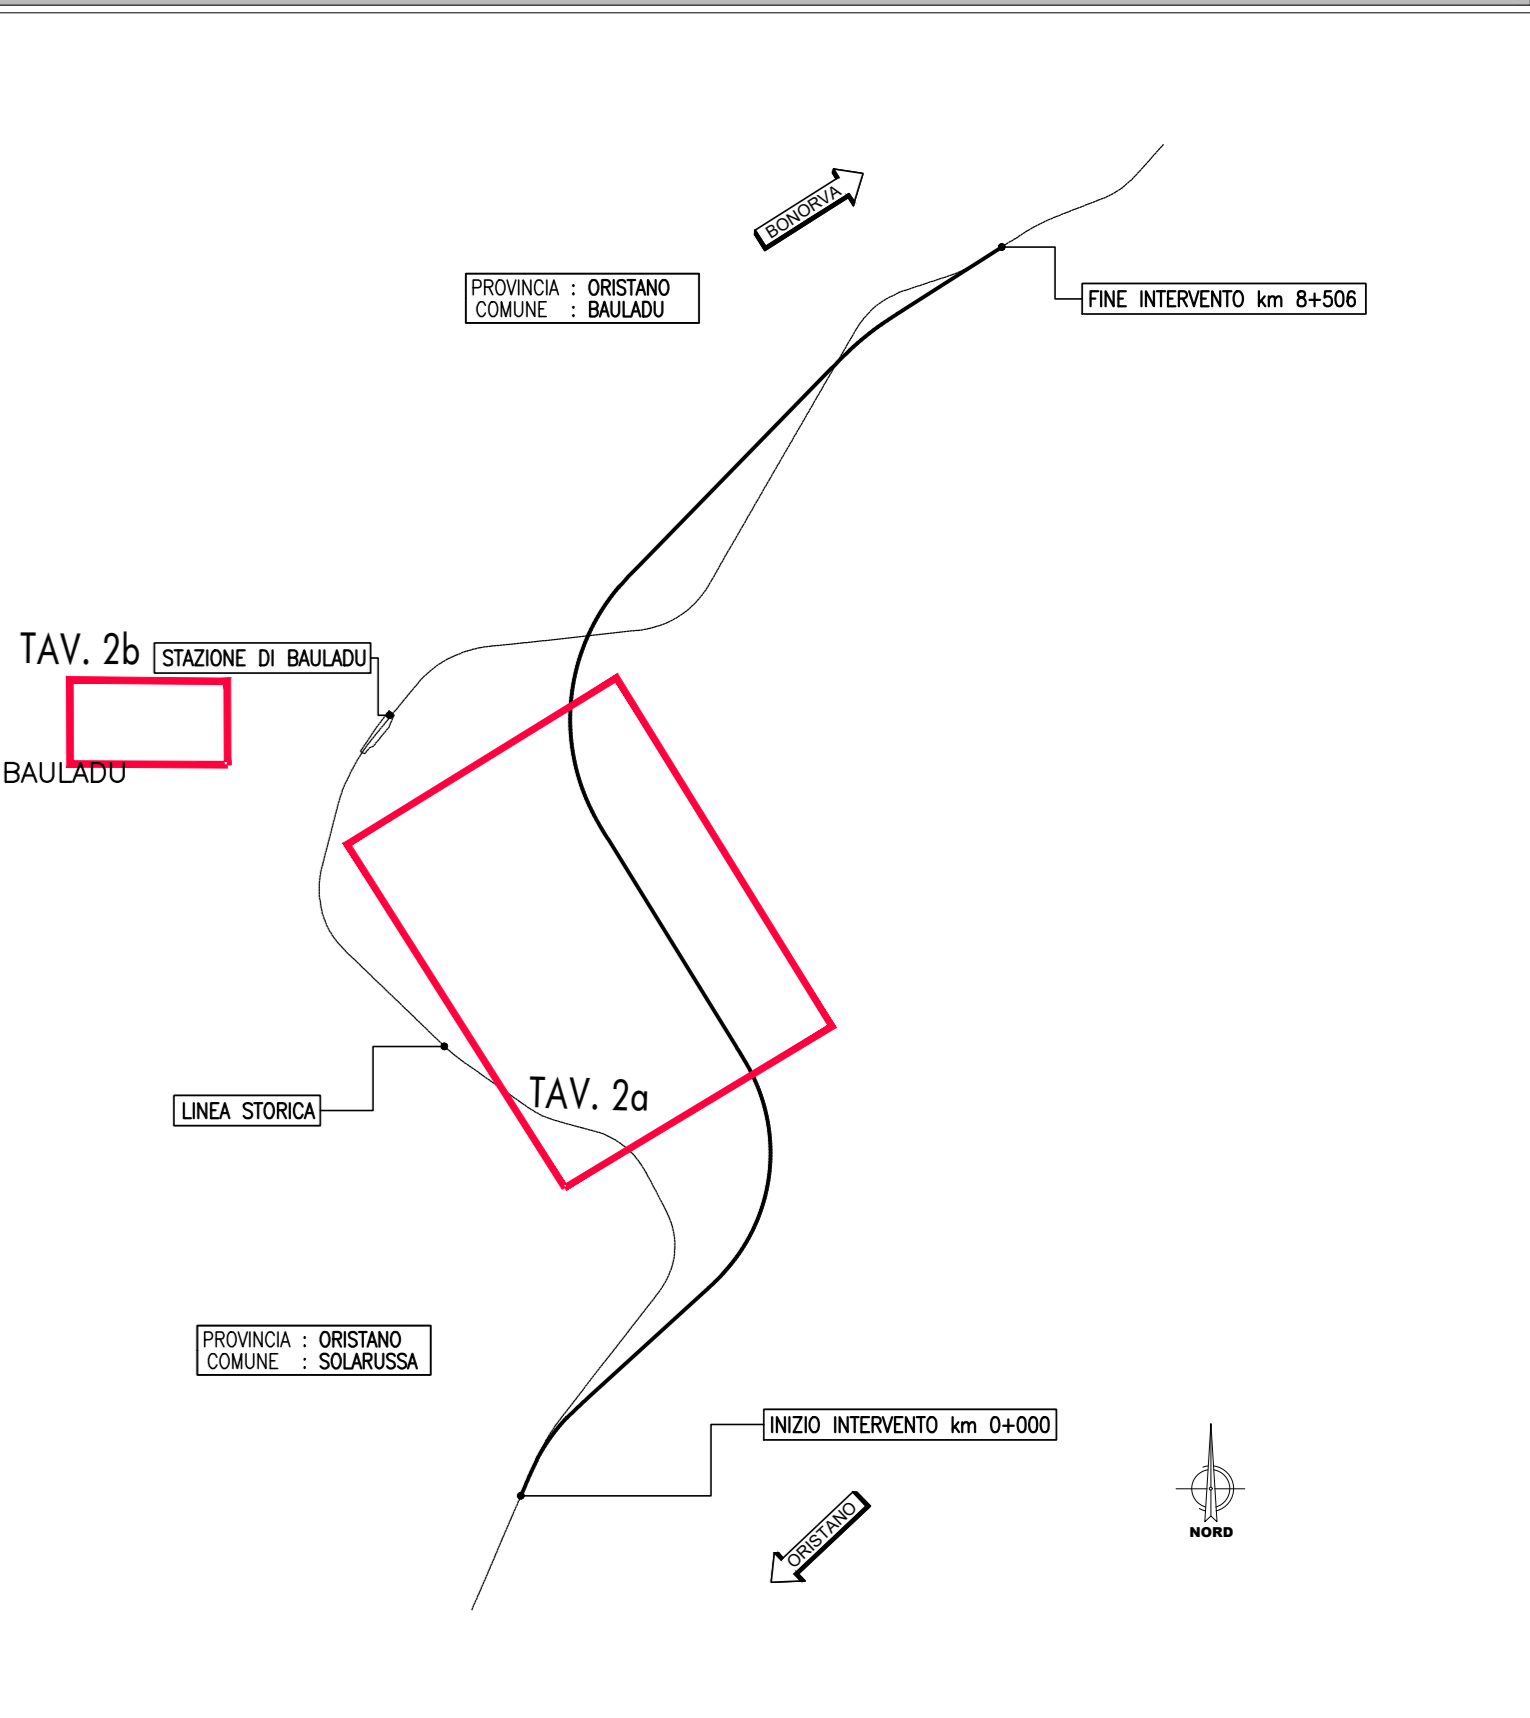 BONORVA
PROVINCIA : ORISTANO
COMUNE : BAULADU
FINE INTERVENTO km 8+506
TAV. 2b
STAZIONE DI BAULADU
BAULADU
TAV. 2a
LINEA STORICA
PROVINCIA : ORISTANO
COMUNE : SOLARUSSA
INIZIO INTERVENTO km 0+000
ORISTANO
NORD